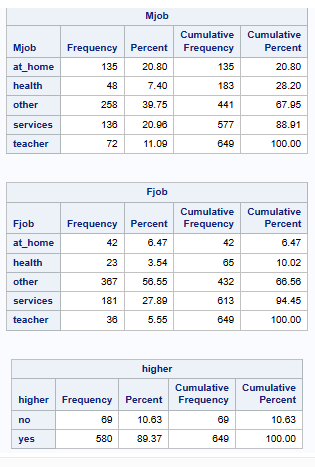 Mjob
Mjob Frequency Percent Cumulative Frequency Cumulative Percent
at_home 135 20.80 135 20.80
health 48 7.40 183 28.20
other 258 39.75 441 67.95
services 136 20.96 577 88.91
teacher 72 11.09 649 100.00
Fjob
Fjob Frequency Percent Cumulative Frequency Cumulative Percent
at_home 42 6.47 42 6.47
health 23 3.54 65 10.02
other 367 56.55 432 66.56
services 181 27.89 613 94.45
teacher 36 5.55 649 100.00
higher
higher Frequency Percent Cumulative Frequency Cumulative Percent
no 69 10.63 69 10.63
yes 580 89.37 649 100.00